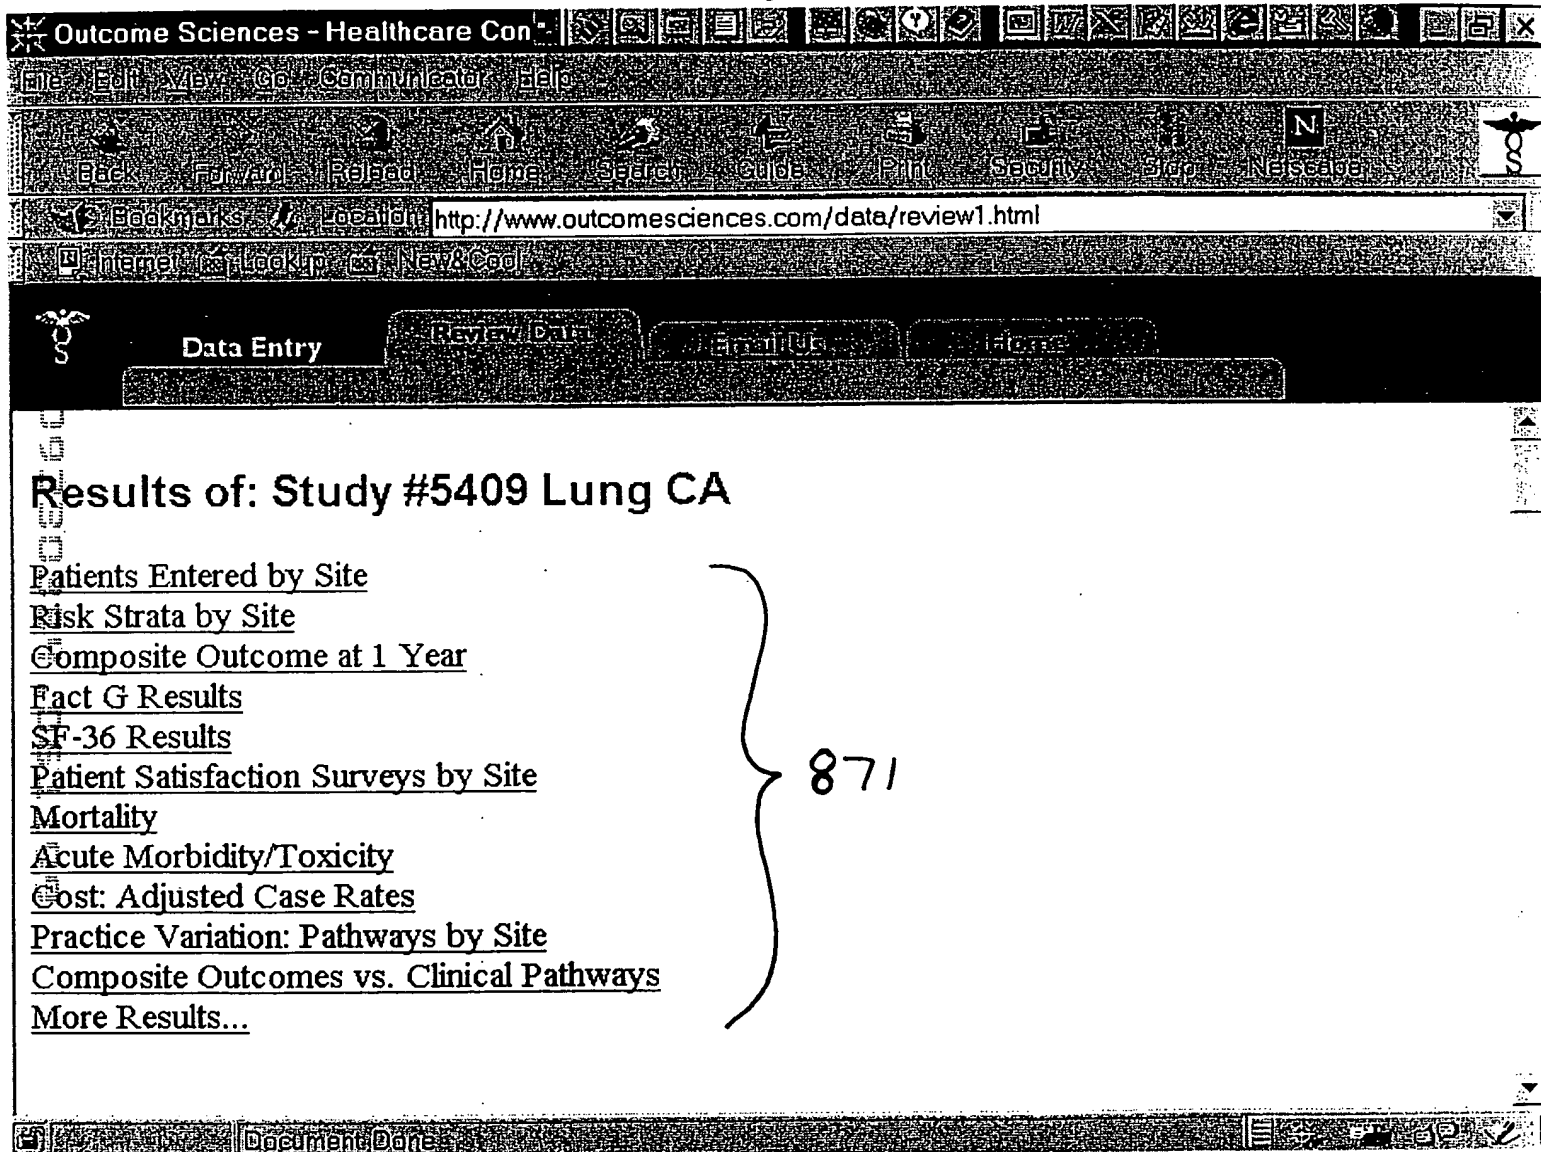 Outcome Sciences - Healthcare Con
File Edit View Go Communicator Help
Back Forward Reload Home Search Guide Print Security Stop Netscape
Bookmarks Location http://www.outcomesciences.com/data/review1.html
Internet Lookup New&Cool
Data Entry Review Data Email Us Home
Results of: Study #5409 Lung CA
Patients Entered by Site
Risk Strata by Site
Composite Outcome at 1 Year
Fact G Results
SF-36 Results
Patient Satisfaction Surveys by Site
871
Mortality
Acute Morbidity/Toxicity
Cost: Adjusted Case Rates
Practice Variation: Pathways by Site
Composite Outcomes vs. Clinical Pathways
More Results...
Document Done